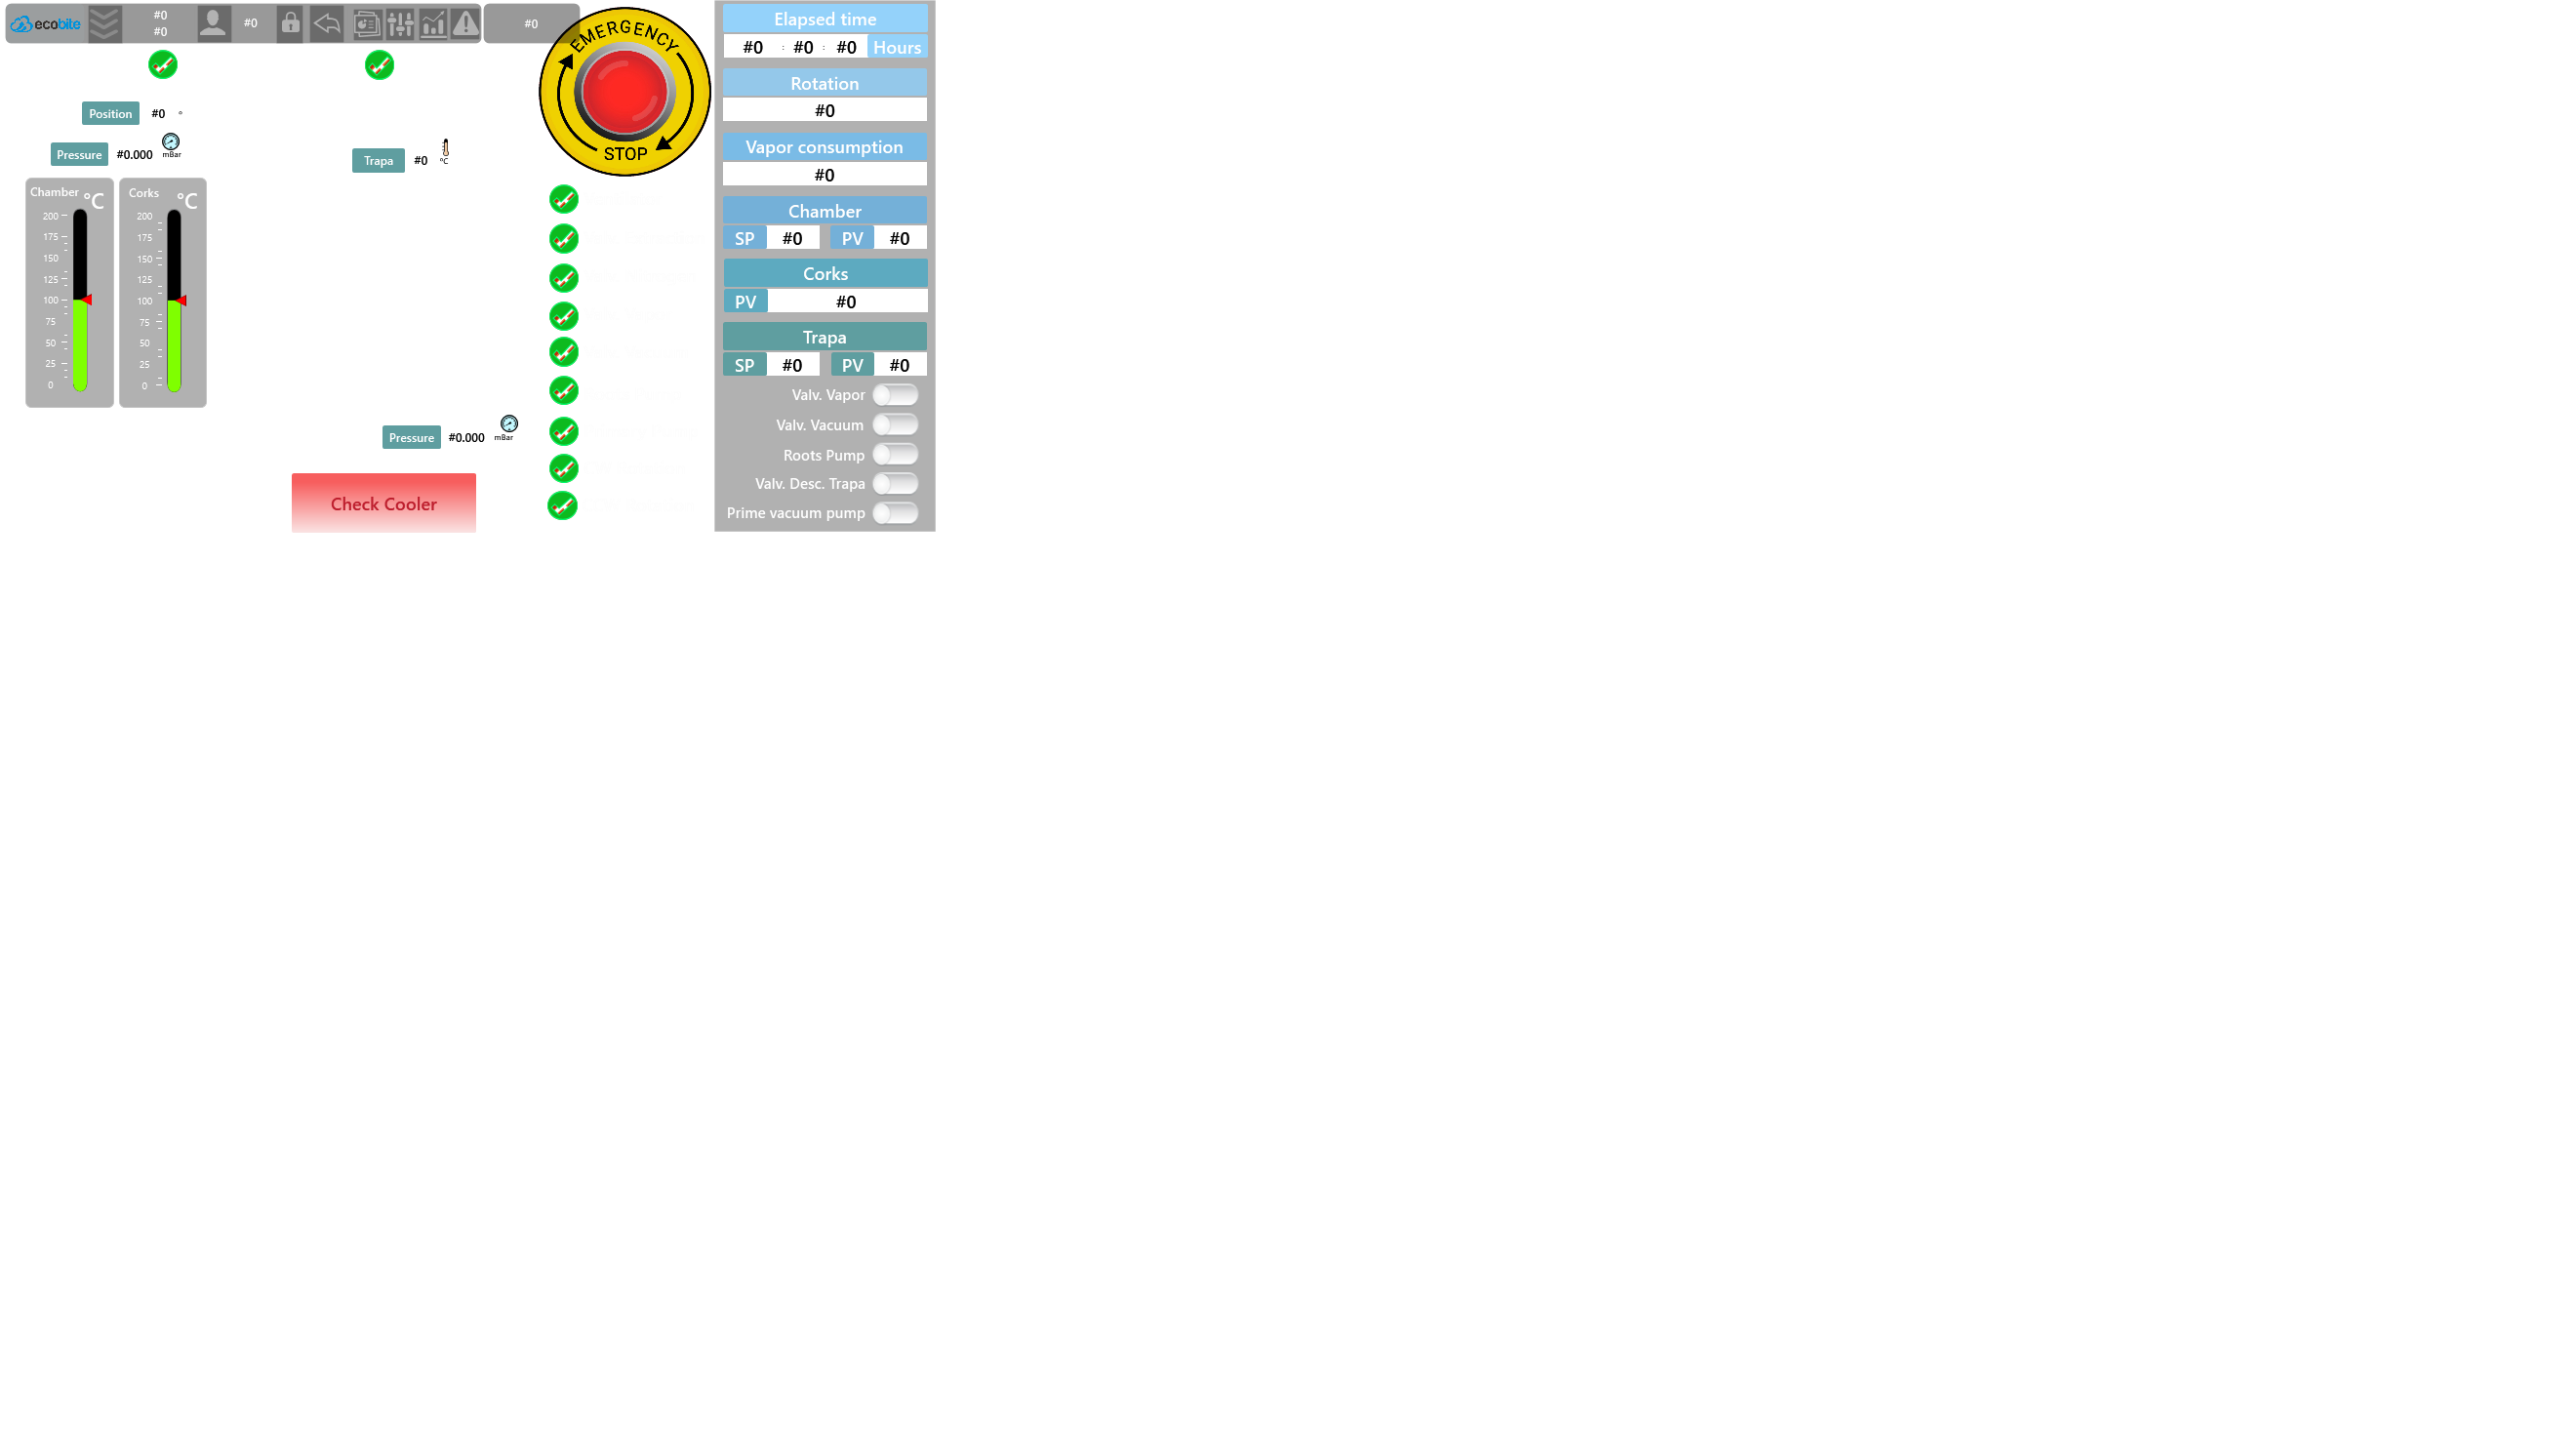 ecobite
#0
#0
#0
#0
EMERGENCY
STOP
Position #0 °
Pressure #0.000 mBar
Trapa #0 °C
Chamber °C
200
175
150
125
100
75
50
25
0
Corks °C
200
175
150
125
100
75
50
25
0
Pressure #0.000 mBar
Check Cooler
Elapsed time
#0 : #0 : #0 Hours
Rotation
#0
Vapor consumption
#0
Chamber
SP #0 PV #0
Corks
PV #0
Trapa
SP #0 PV #0
Valv. Vapor
Valv. Vacuum
Roots Pump
Valv. Desc. Trapa
Prime vacuum pump